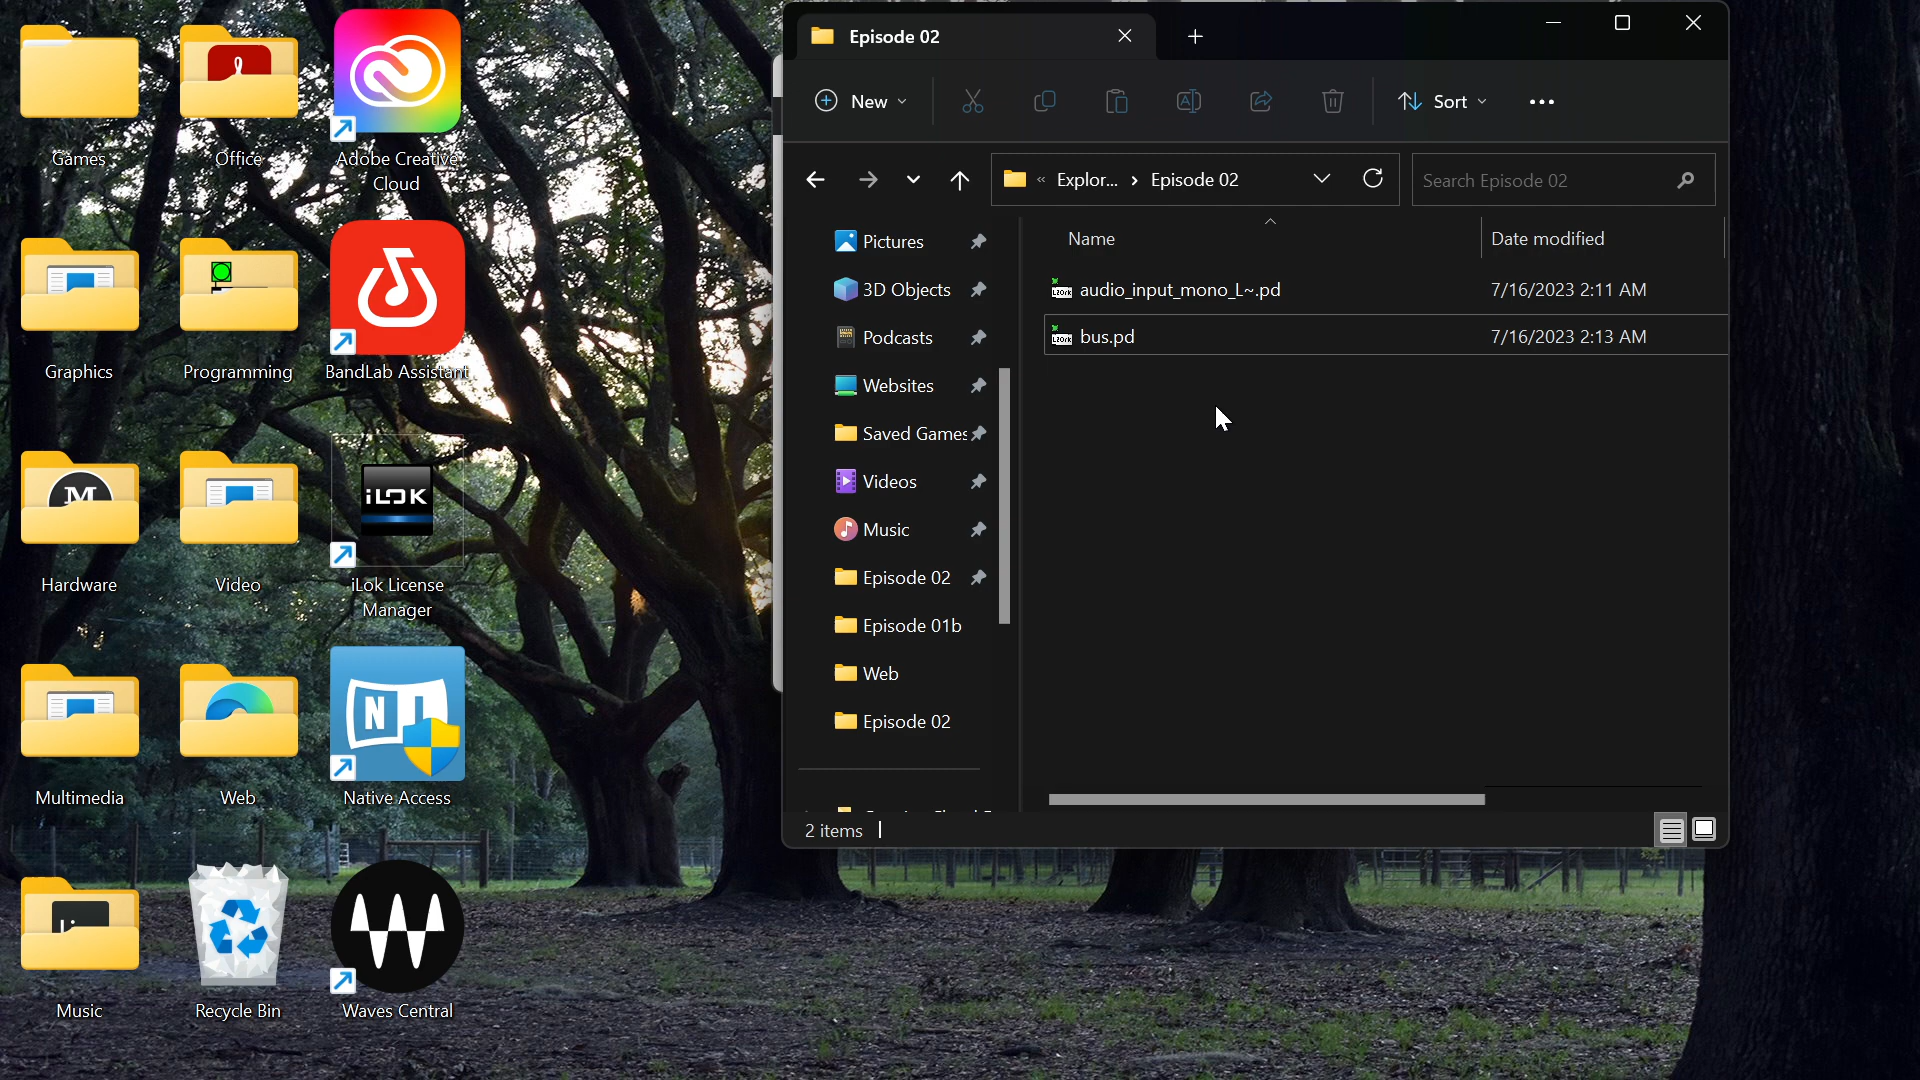 Games
Office
Adobe Creative
Cloud
Graphics
Programming
BandLab Assistant
M
iLOK
Hardware
Video
iLok License
Manager
N
Multimedia
Web
Native Access
Music
Recycle Bin
Waves Central
Episode 02
New
Sort
« Explor... › Episode 02
Search Episode 02
Pictures
3D Objects
Podcasts
Websites
Saved Games
Videos
Music
Episode 02
Episode 01b
Web
Episode 02
Name
Date modified
audio_input_mono_L~.pd
7/16/2023 2:11 AM
bus.pd
7/16/2023 2:13 AM
2 items